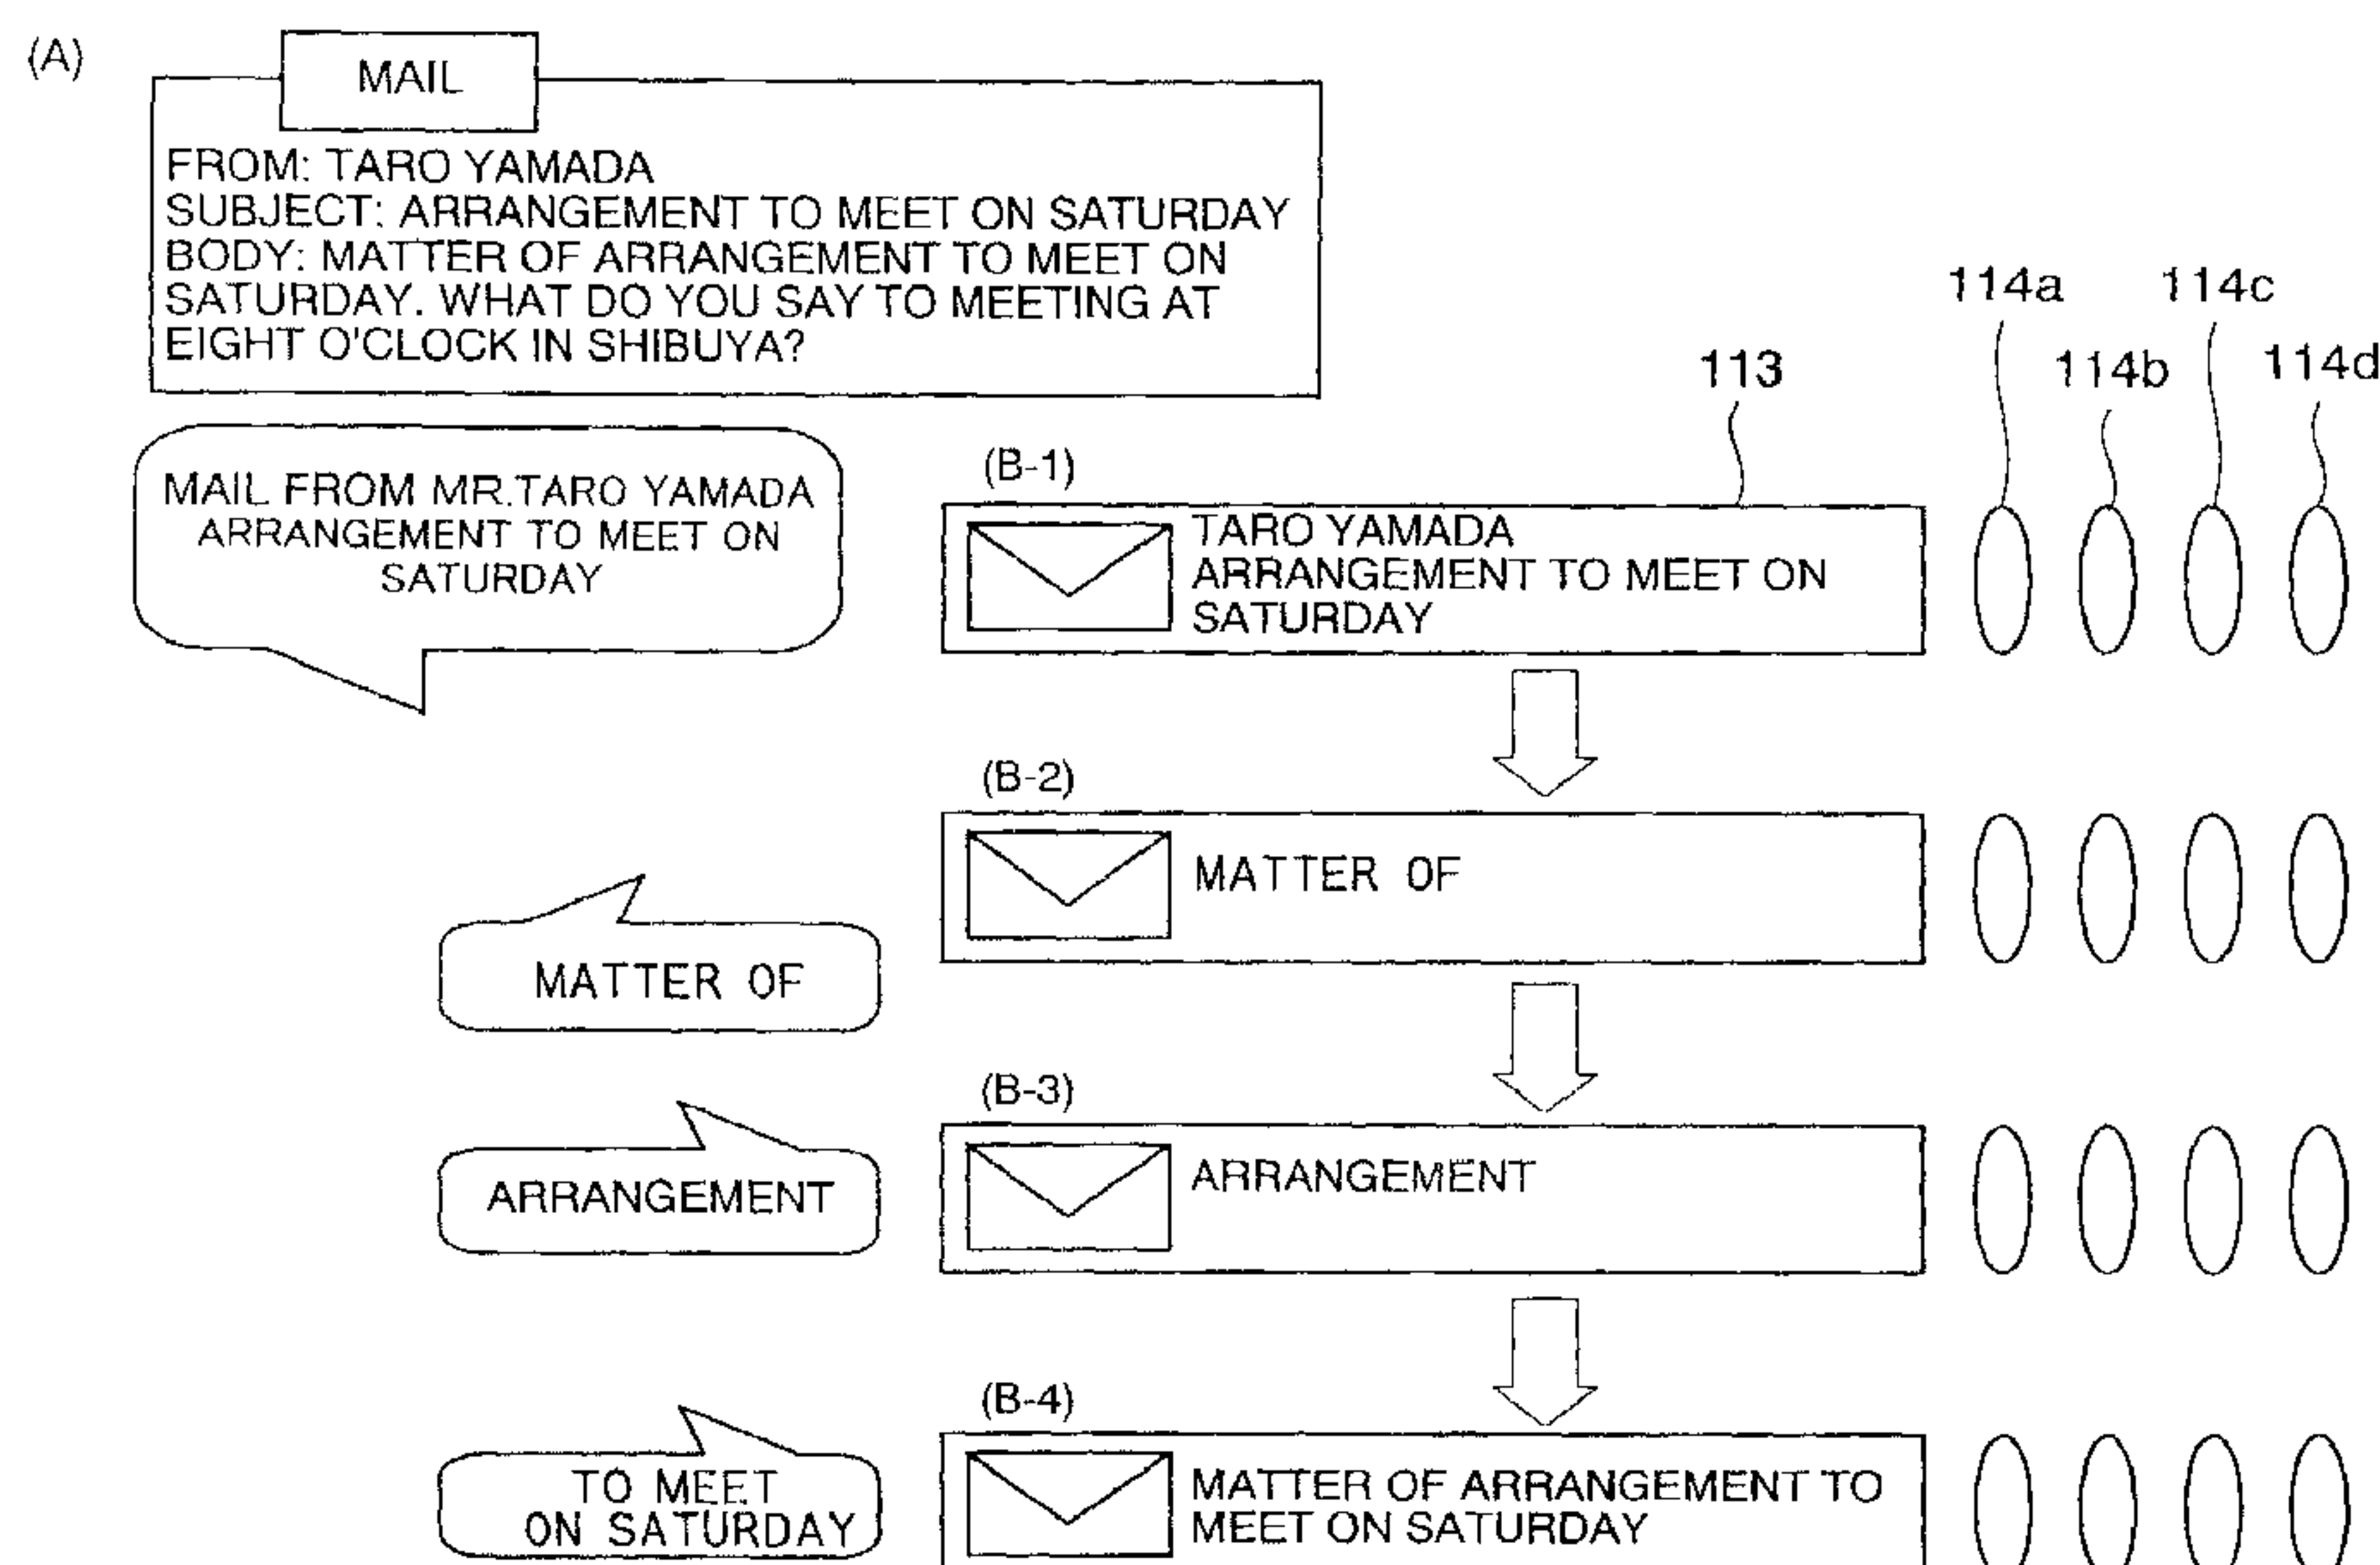 (A)
MAIL
FROM: TARO YAMADA
SUBJECT: ARRANGEMENT TO MEET ON SATURDAY
BODY: MATTER OF ARRANGEMENT TO MEET ON
SATURDAY. WHAT DO YOU SAY TO MEETING AT
EIGHT O'CLOCK IN SHIBUYA?
114a
114c
113
114b
114d
MAIL FROM MR.TARO YAMADA
ARRANGEMENT TO MEET ON
SATURDAY
(B-1)
TARO YAMADA
ARRANGEMENT TO MEET ON
SATURDAY
(B-2)
MATTER OF
MATTER OF
(B-3)
ARRANGEMENT
ARRANGEMENT
(B-4)
TO MEET
ON SATURDAY
MATTER OF ARRANGEMENT TO
MEET ON SATURDAY